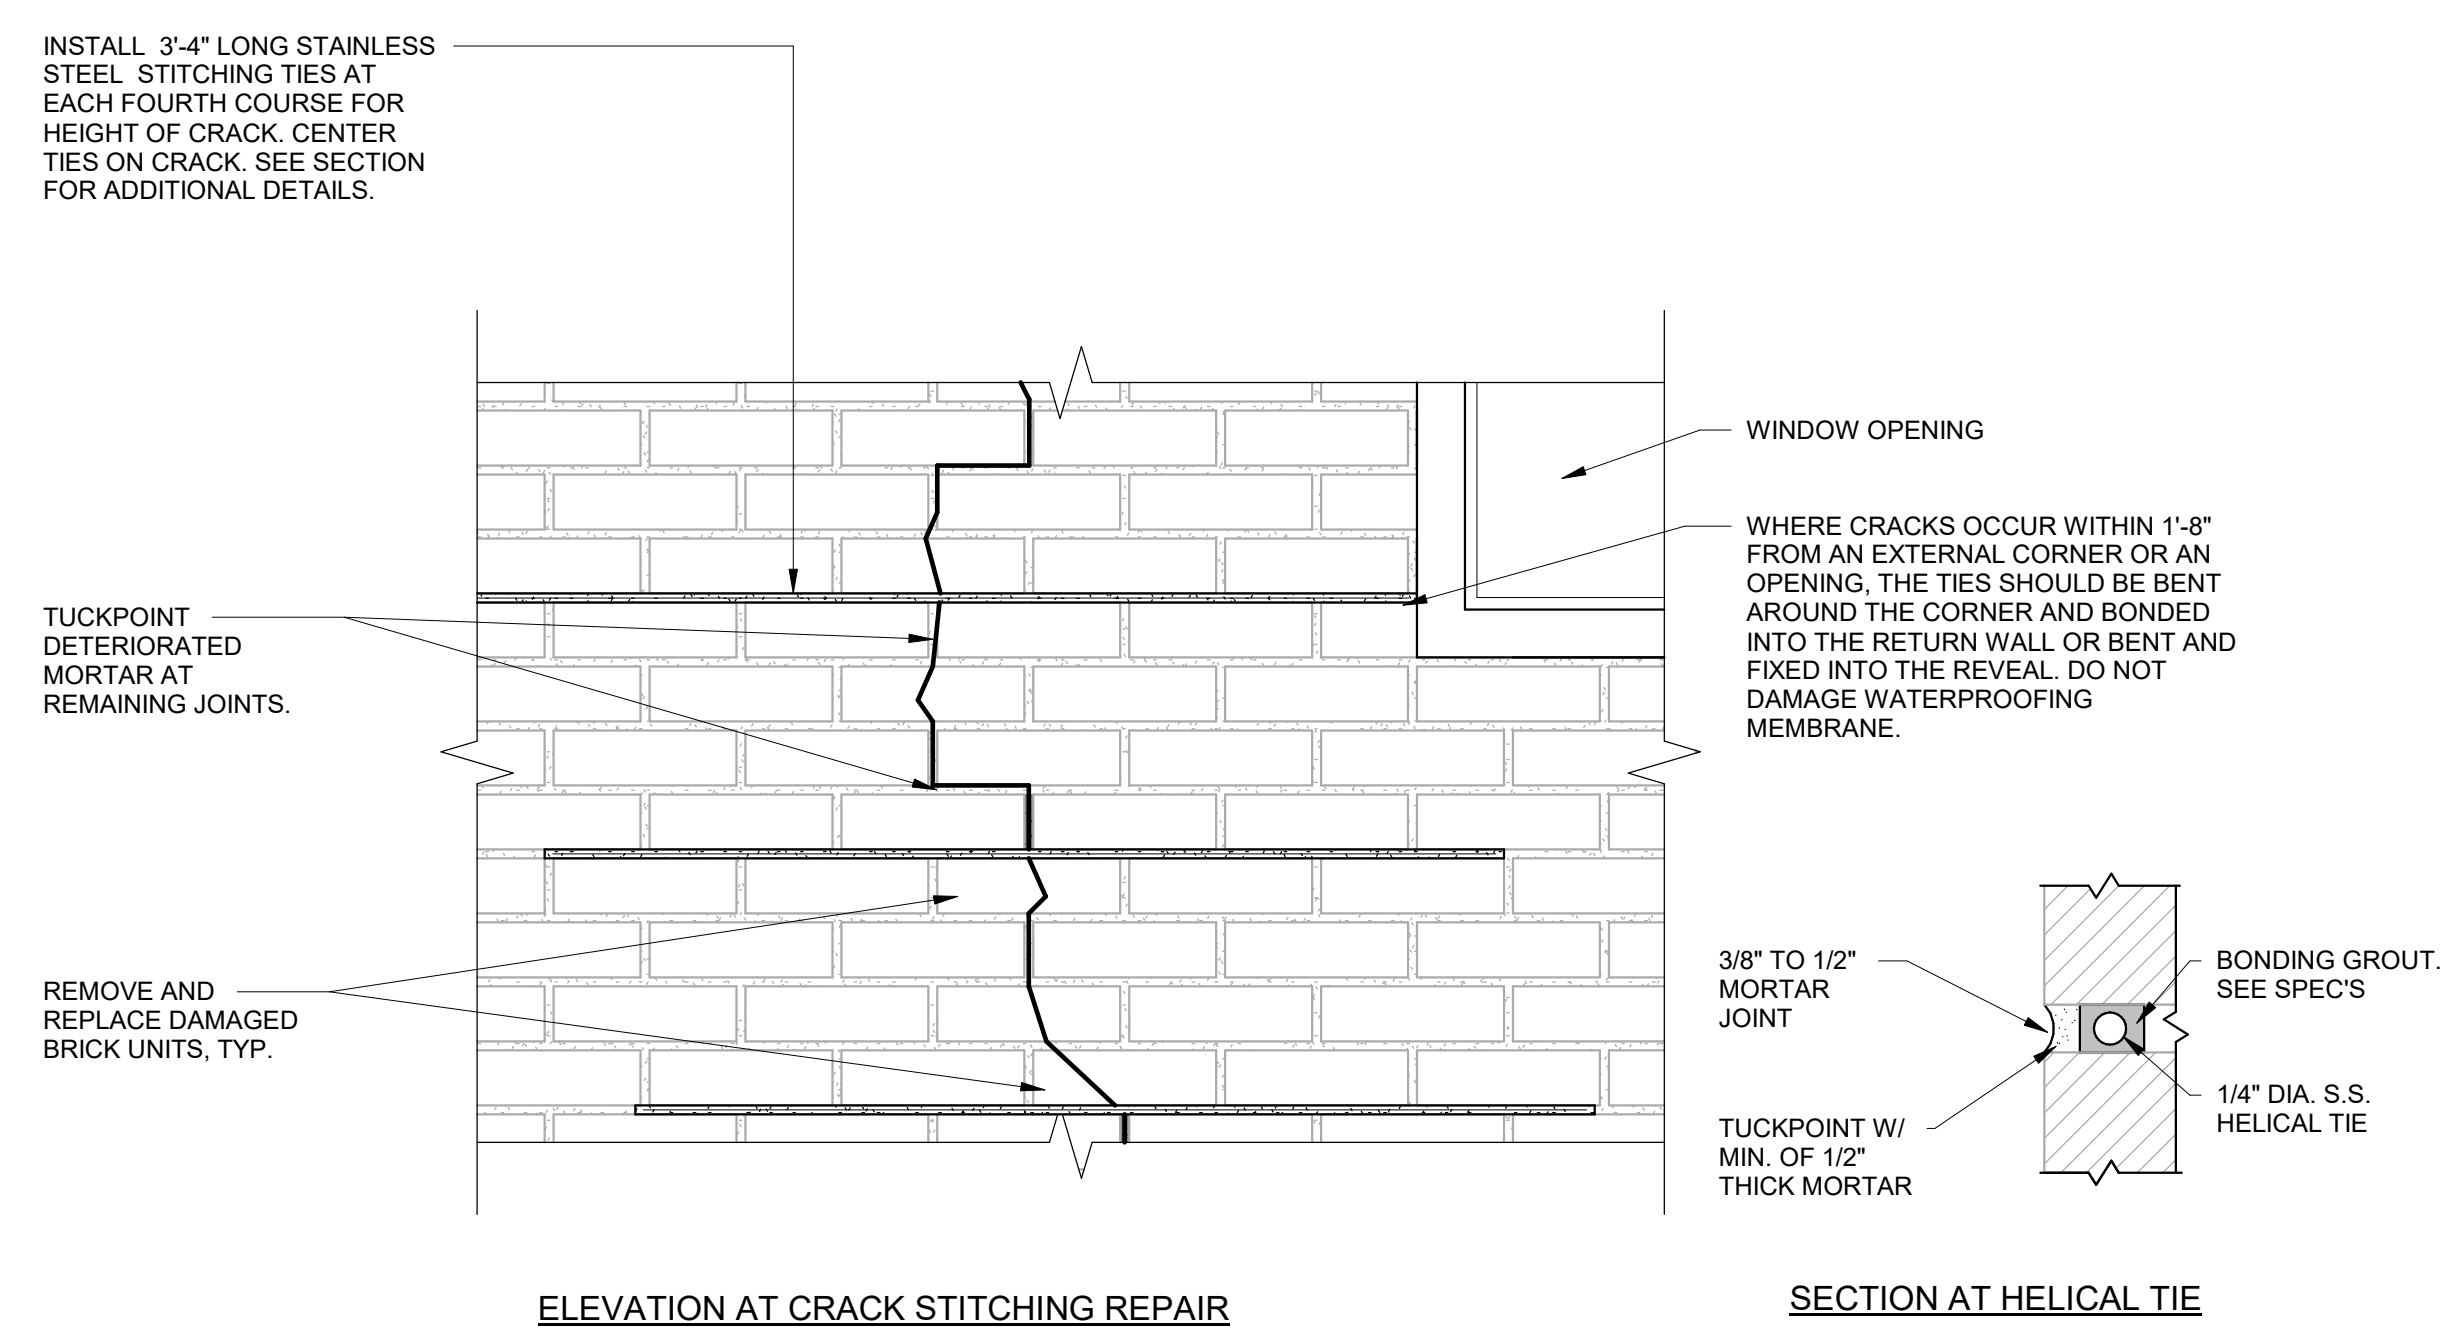 INSTALL  3'-4" LONG STAINLESS
STEEL  STITCHING TIES AT
EACH FOURTH COURSE FOR
HEIGHT OF CRACK. CENTER
TIES ON CRACK. SEE SECTION
FOR ADDITIONAL DETAILS.
WINDOW OPENING
WHERE CRACKS OCCUR WITHIN 1'-8"
FROM AN EXTERNAL CORNER OR AN
OPENING, THE TIES SHOULD BE BENT
AROUND THE CORNER AND BONDED
INTO THE RETURN WALL OR BENT AND
FIXED INTO THE REVEAL. DO NOT
DAMAGE WATERPROOFING
MEMBRANE.
TUCKPOINT
DETERIORATED
MORTAR AT
REMAINING JOINTS.
REMOVE AND
REPLACE DAMAGED
BRICK UNITS, TYP.
3/8" TO 1/2"
MORTAR
JOINT
BONDING GROUT.
SEE SPEC'S
1/4" DIA. S.S.
HELICAL TIE
TUCKPOINT W/
MIN. OF 1/2"
THICK MORTAR
ELEVATION AT CRACK STITCHING REPAIR
SECTION AT HELICAL TIE